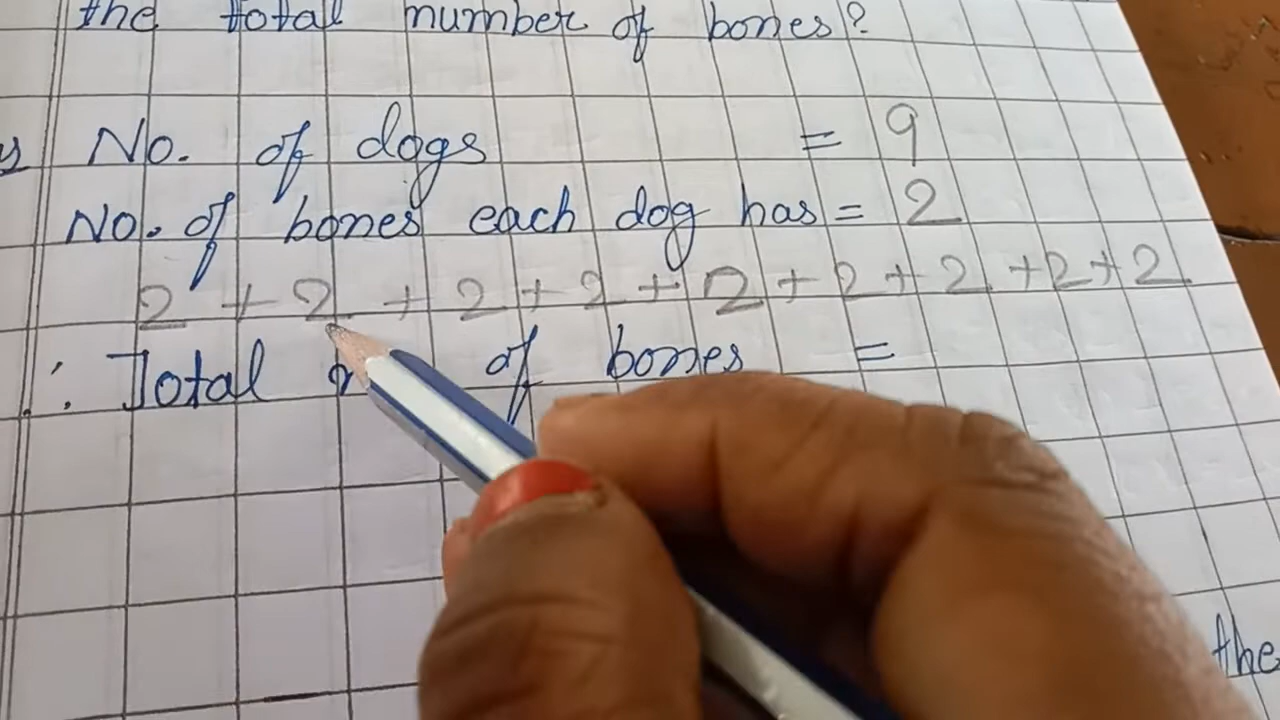 the total number of bones?
No. of dogs = 9
No. of bones each dog has = 2
2 + 2 + 2 + 2 + 2 + 2 + 2 + 2 + 2
∴ Total of bones =
the